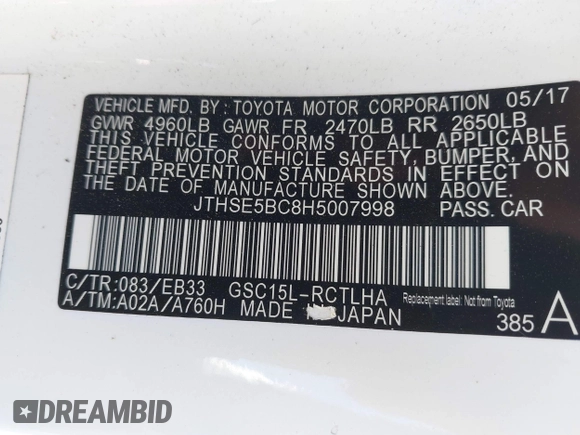 VEHICLE MFD. BY: TOYOTA MOTOR CORPORATION 05/17
GVWR 4960LB GAWR FR 2470LB RR 2650LB
THIS VEHICLE CONFORMS TO ALL APPLICABLE
FEDERAL MOTOR VEHICLE SAFETY, BUMPER, AND
THEFT PREVENTION STANDARDS IN EFFECT ON
THE DATE OF MANUFACTURE SHOWN ABOVE.
JTHSE5BC8H5007998 PASS. CAR
C/TR:083/EB33 GSC15L-RCTLHA
Replacement label: Not from Toyota
A/TM:A02A/A760H MADE JAPAN
385 A
DREAMBID